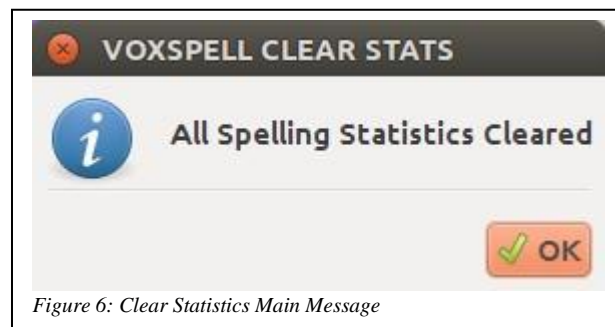 VOXSPELL CLEAR STATS
All Spelling Statistics Cleared
OK
Figure 6: Clear Statistics Main Message